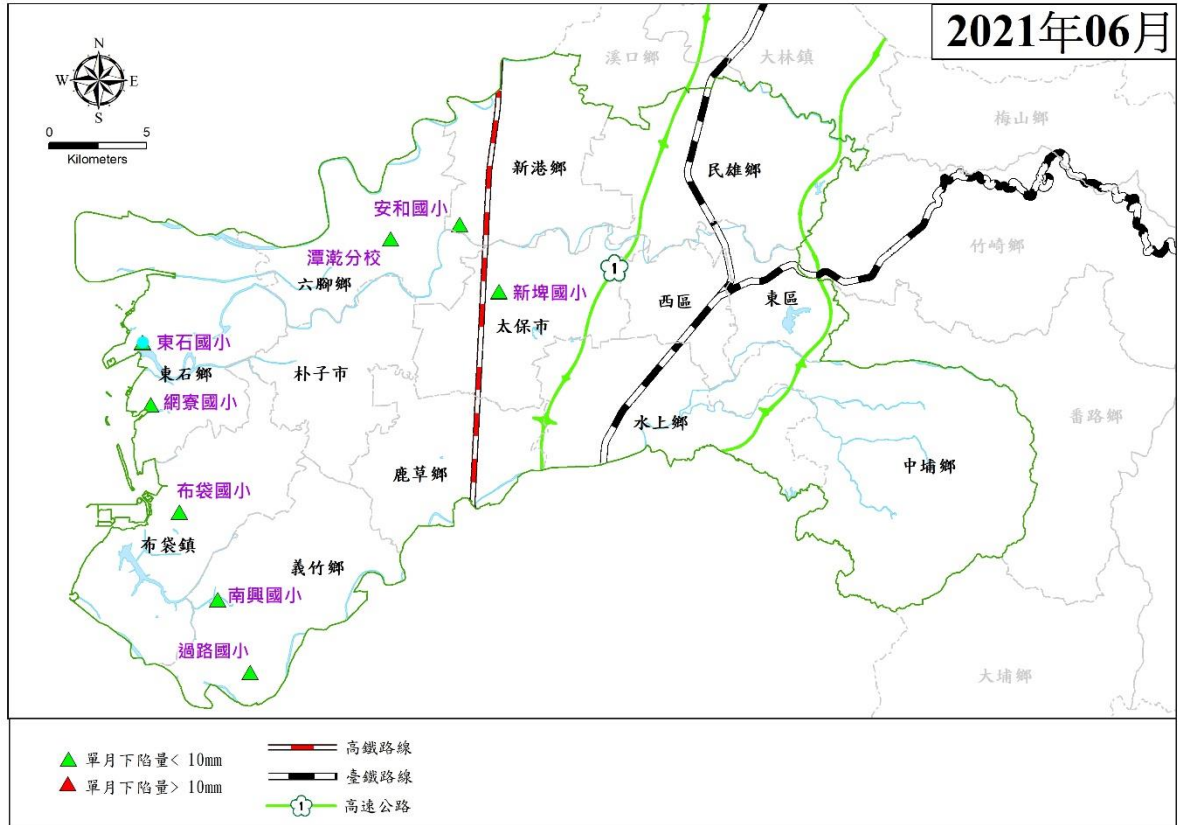 2021年06月
N
W E
S
0 5
Kilometers
溪口鄉
大林鎮
梅山鄉
新港鄉
民雄鄉
安和國小
潭漧分校
竹崎鄉
六腳鄉
1
新埤國小
西區
東區
太保市
東石國小
東石鄉
朴子市
網寮國小
水上鄉
番路鄉
鹿草鄉
中埔鄉
布袋國小
布袋鎮
義竹鄉
南興國小
過路國小
大埔鄉
單月下陷量< 10mm
單月下陷量> 10mm
高鐵路線
臺鐵路線
1 高速公路